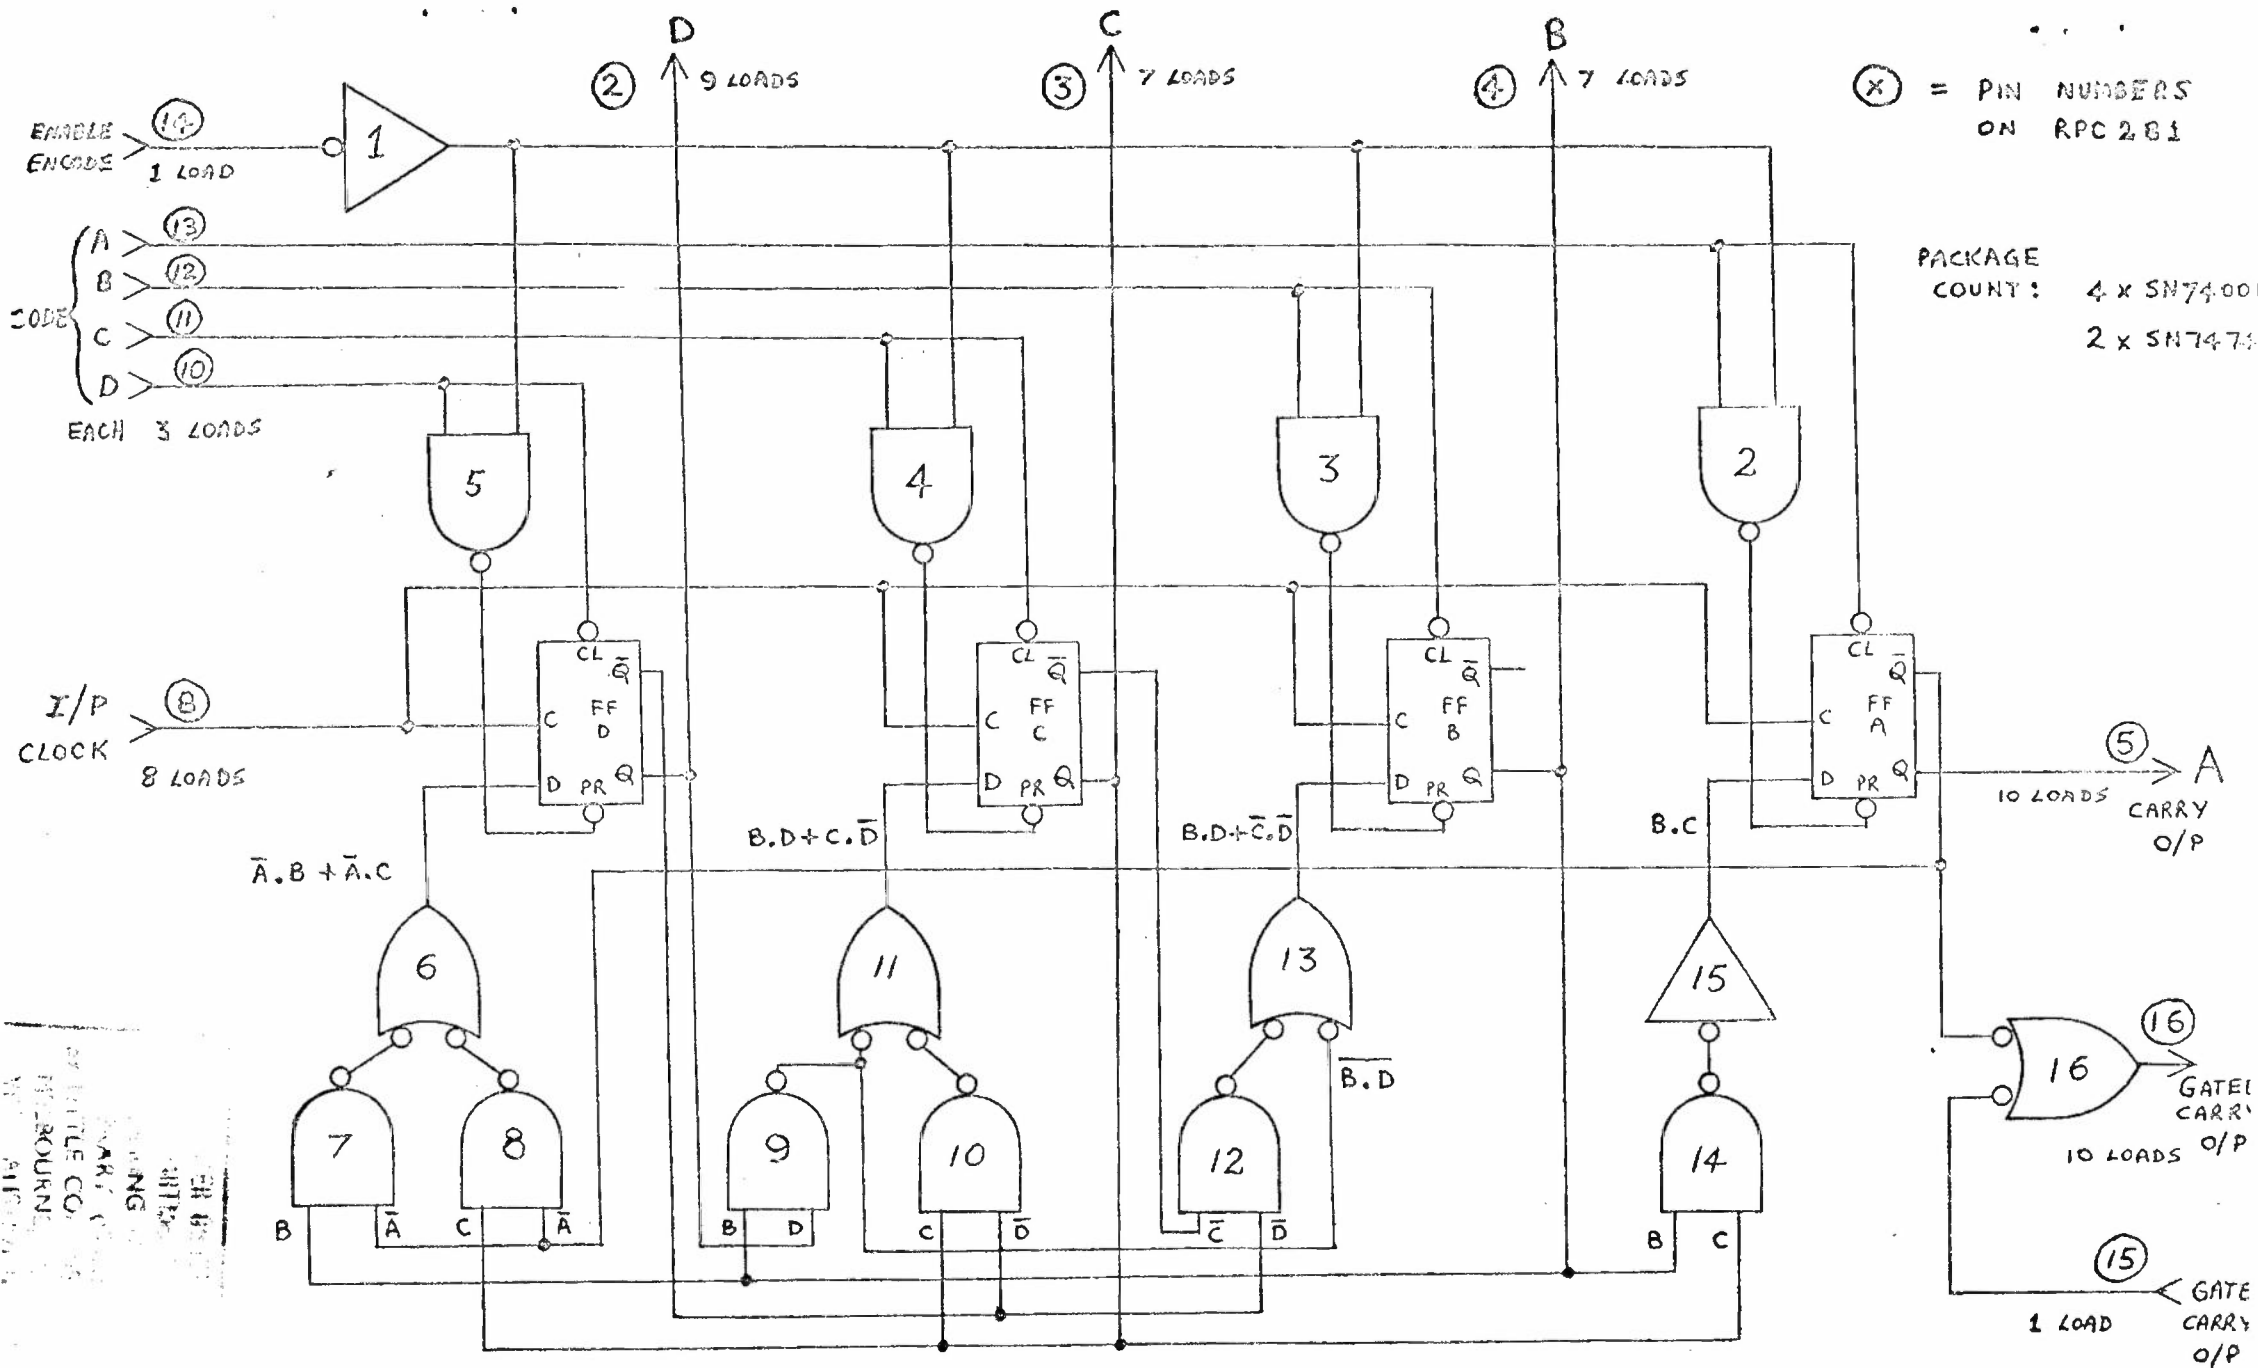 D
C
B
② 9 LOADS
③ 7 LOADS
④ 7 LOADS
Ⓧ = PIN NUMBERS
ON RPC281
ENABLE
ENCODE
⑭
1 LOAD
1
A ⑬
B ⑫
C ⑪
D ⑩
EACH 3 LOADS
PACKAGE
COUNT: 4 x SN7400
2 x SN747
5
4
3
2
I/P
CLOCK
⑧
8 LOADS
CL Q̅
C FF
D
D PR Q
CL Q̅
C FF
C
D PR Q
CL Q̅
C FF
B
D PR Q
CL Q̅
C FF
A
D PR Q
⑤ A
10 LOADS
CARRY
O/P
A̅.B + A̅.C
B.D + C.D̅
B.D + C̅.D̅
B.C
6
11
13
15
16
⑯
GATE
CARRY
O/P
10 LOADS
B.D (overlined as a whole: B̅.̅D̅)
7
8
9
10
12
14
B A̅
C A̅
B D
C D̅
C̅ D̅
B C
⑮
GATE
1 LOAD
CARRY
O/P